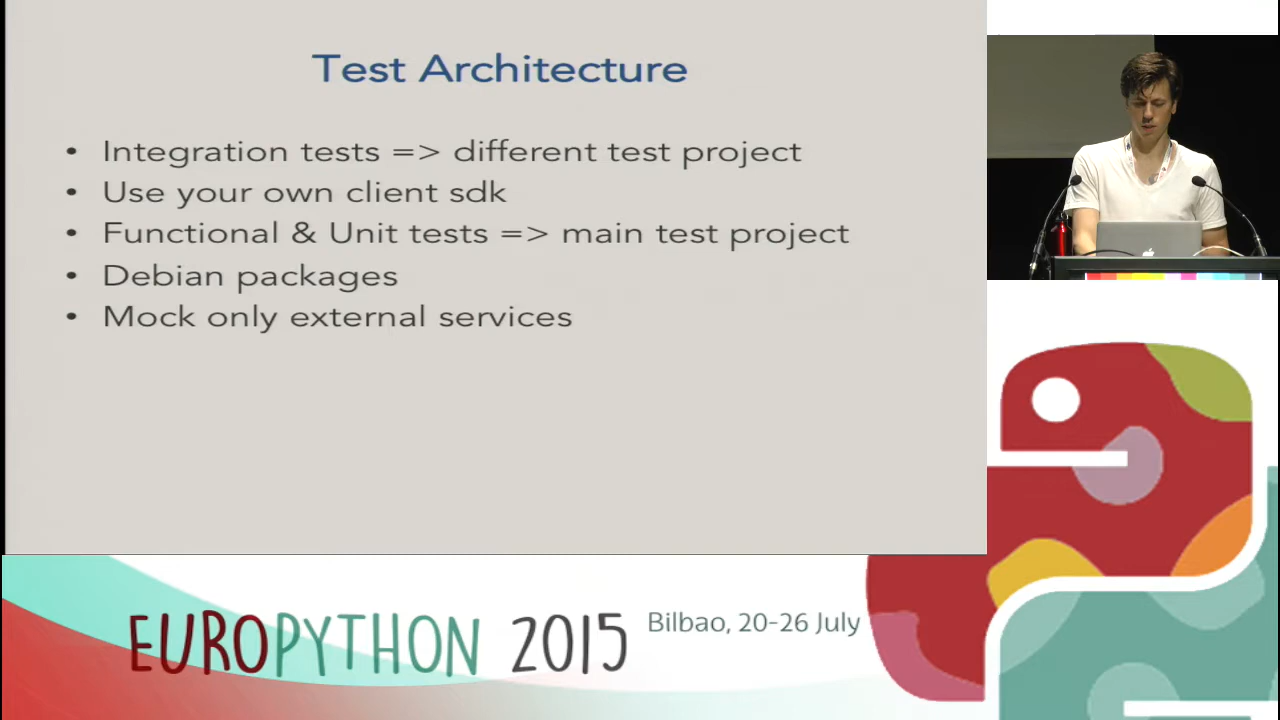 Test Architecture
• Integration tests => different test project
• Use your own client sdk
• Functional & Unit tests => main test project
• Debian packages
• Mock only external services
EUROPYTHON 2015
Bilbao, 20-26 July